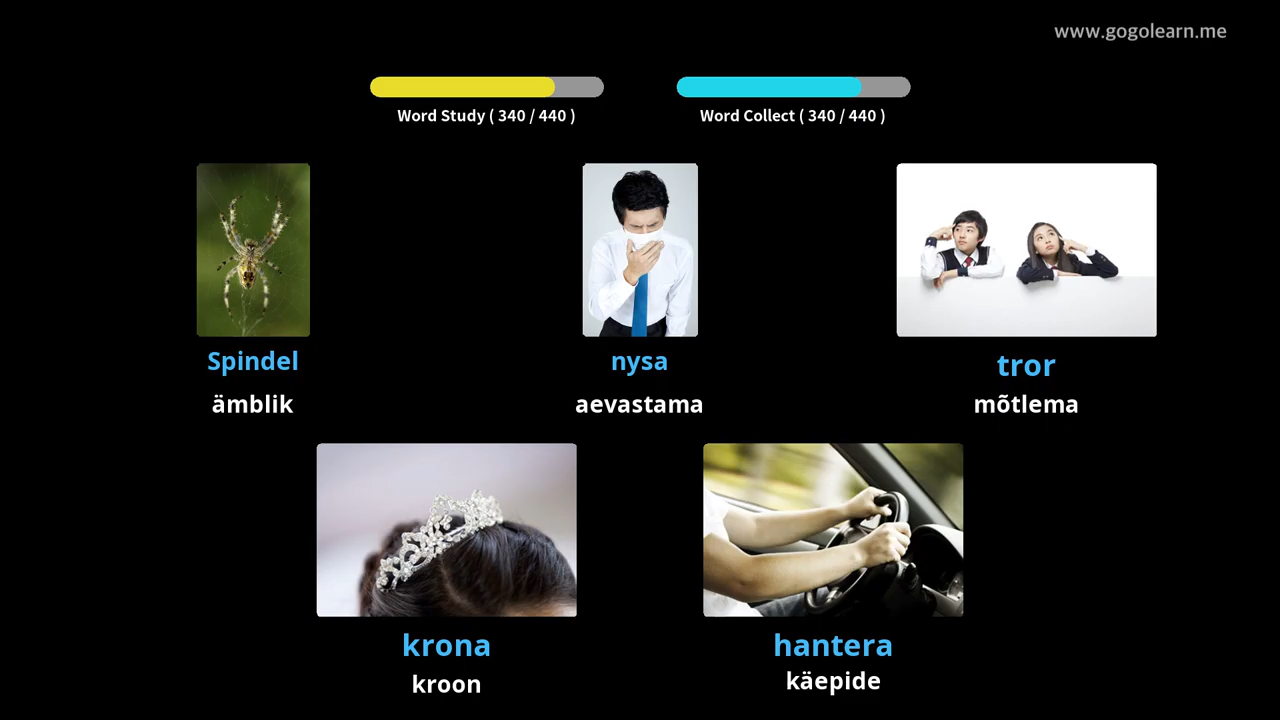 www.gogolearn.me
Word Study ( 340 / 440 )
Word Collect ( 340 / 440 )
Spindel
ämblik
nysa
aevastama
tror
mõtlema
krona
kroon
hantera
käepide